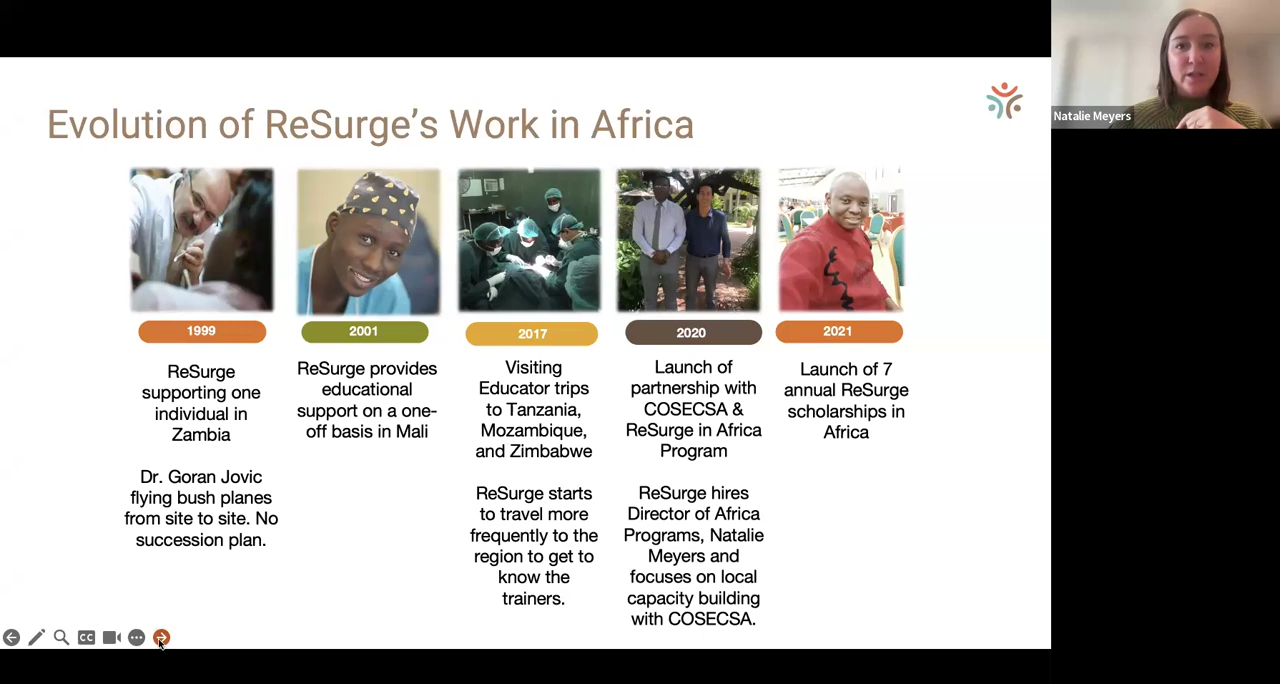 Evolution of ReSurge's Work in Africa
1999
ReSurge
supporting one
individual in
Zambia
Dr. Goran Jovic
flying bush planes
from site to site. No
succession plan.
2001
ReSurge provides
educational
support on a one-
off basis in Mali
2017
Visiting
Educator trips
to Tanzania,
Mozambique,
and Zimbabwe
ReSurge starts
to travel more
frequently to the
region to get to
know the
trainers.
2020
Launch of
partnership with
COSECSA &
ReSurge in Africa
Program
ReSurge hires
Director of Africa
Programs, Natalie
Meyers and
focuses on local
capacity building
with COSECSA.
2021
Launch of 7
annual ReSurge
scholarships in
Africa
CC
Natalie Meyers